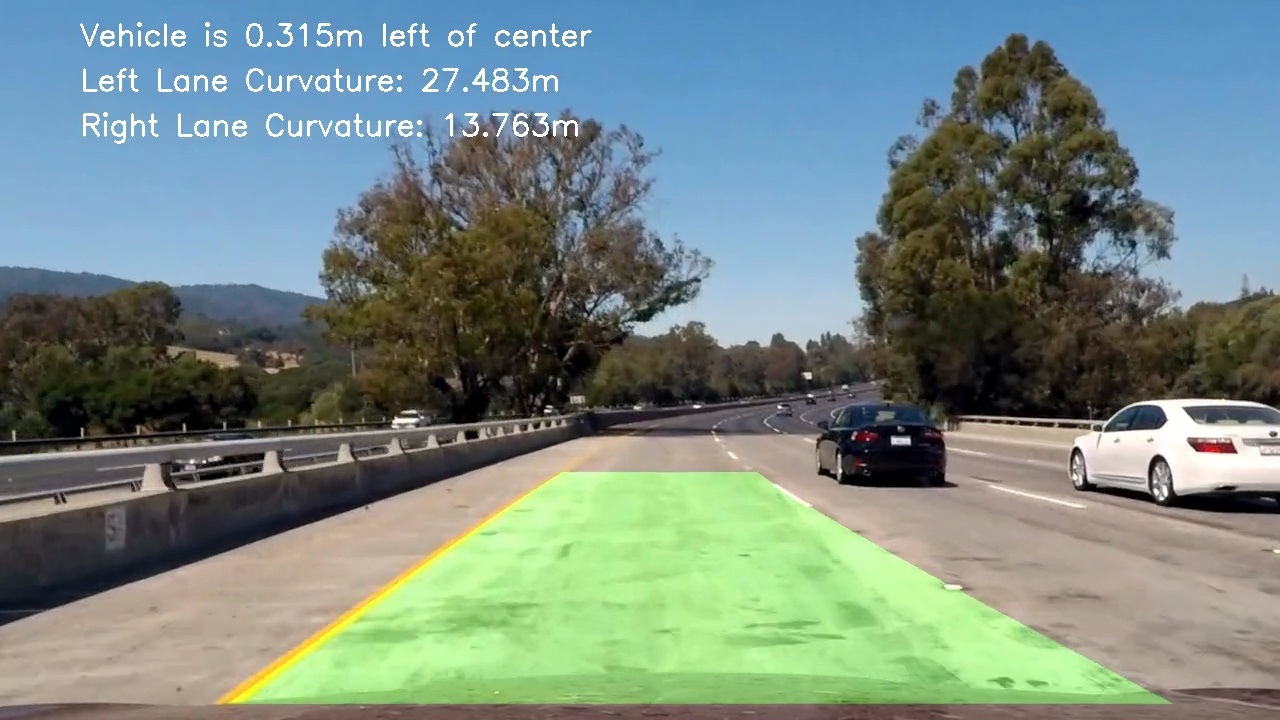 Vehicle is 0.315m left of center
Left Lane Curvature: 27.483m
Right Lane Curvature: 13.763m